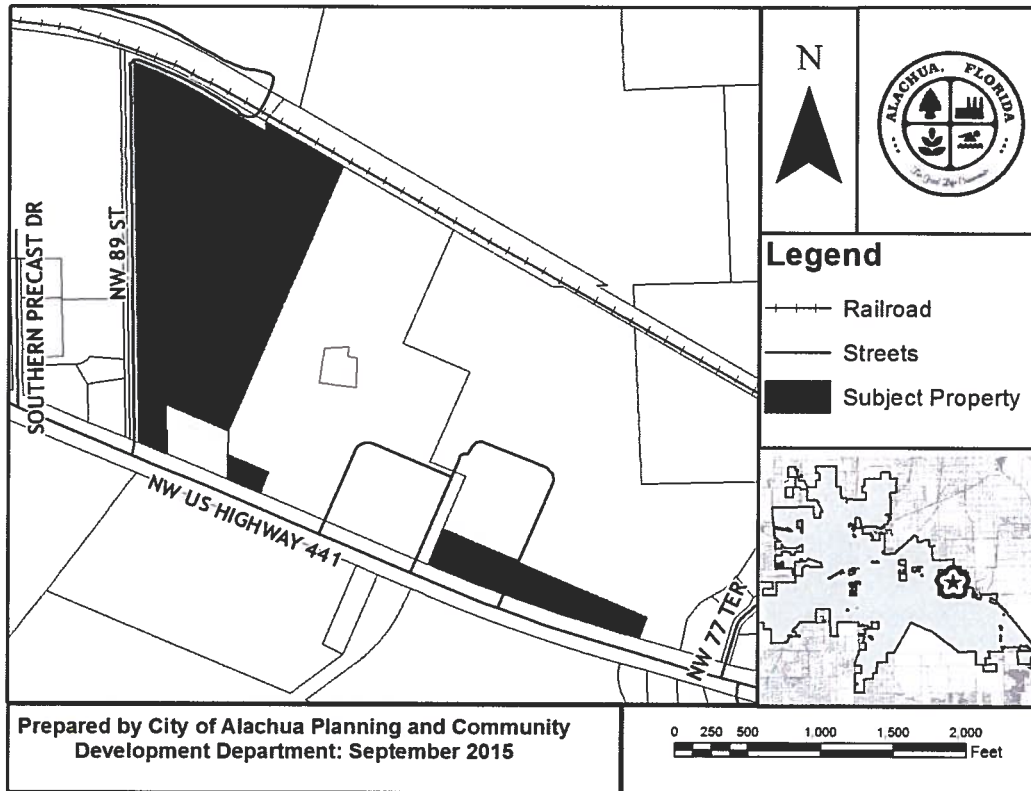 SOUTHERN PRECAST DR
NW 89 ST
NW US HIGHWAY 441
NW 77 TER
N
ALACHUA, FLORIDA
Legend
Railroad
Streets
Subject Property
Prepared by City of Alachua Planning and Community
Development Department: September 2015
0 250 500 1,000 1,500 2,000
Feet